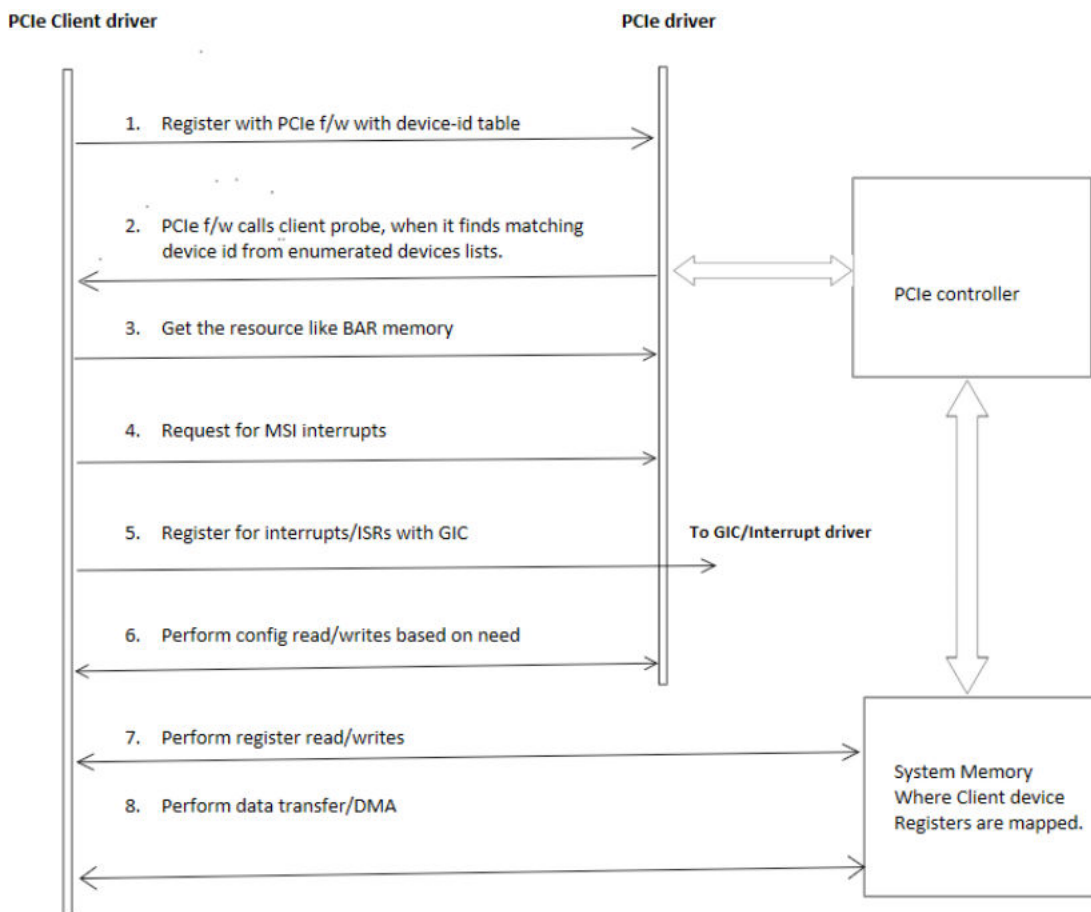 PCIe Client driver
PCIe driver
1. Register with PCIe f/w with device-id table
2. PCIe f/w calls client probe, when it finds matching
device id from enumerated devices lists.
PCIe controller
3. Get the resource like BAR memory
4. Request for MSI interrupts
5. Register for interrupts/ISRs with GIC
To GIC/Interrupt driver
6. Perform config read/writes based on need
7. Perform register read/writes
System Memory
Where Client device
Registers are mapped.
8. Perform data transfer/DMA